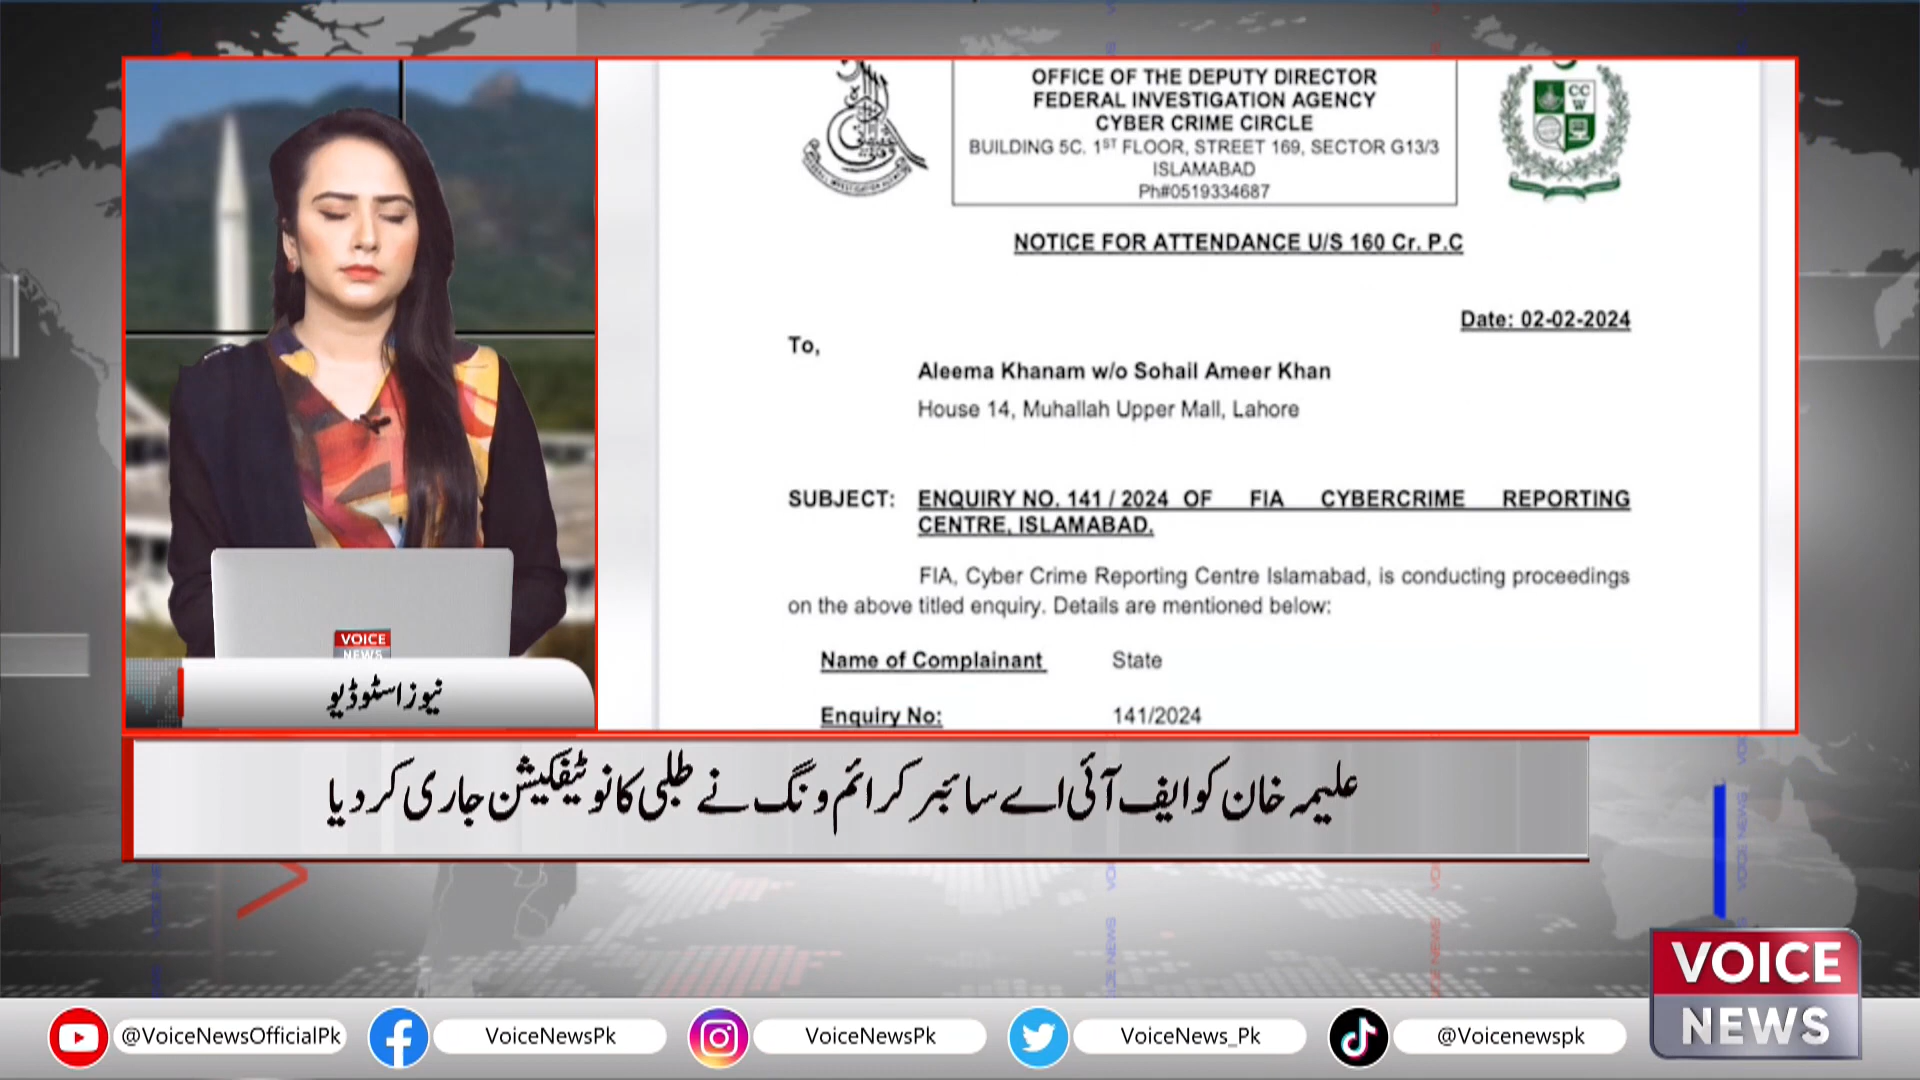 OFFICE OF THE DEPUTY DIRECTOR
FEDERAL INVESTIGATION AGENCY
CYBER CRIME CIRCLE
BUILDING 5C. 1ST FLOOR, STREET 169, SECTOR G13/3
ISLAMABAD
Ph#0519334687
CC
W
NOTICE FOR ATTENDANCE U/S 160 Cr. P.C
Date: 02-02-2024
To,
Aleema Khanam w/o Sohail Ameer Khan
House 14, Muhallah Upper Mall, Lahore
SUBJECT: ENQUIRY NO. 141 / 2024 OF FIA CYBERCRIME REPORTING
CENTRE, ISLAMABAD.
FIA, Cyber Crime Reporting Centre Islamabad, is conducting proceedings
on the above titled enquiry. Details are mentioned below:
Name of Complainant State
Enquiry No: 141/2024
VOICE
NEWS
نیوز اسٹوڈیو
علیمہ خان کو ایف آئی اے سائبر کرائم ونگ نے طلبی کا نوٹیفکیشن جاری کر دیا
VOICE
NEWS
@VoiceNewsOfficialPk VoiceNewsPk VoiceNewsPk VoiceNews_Pk @Voicenewspk